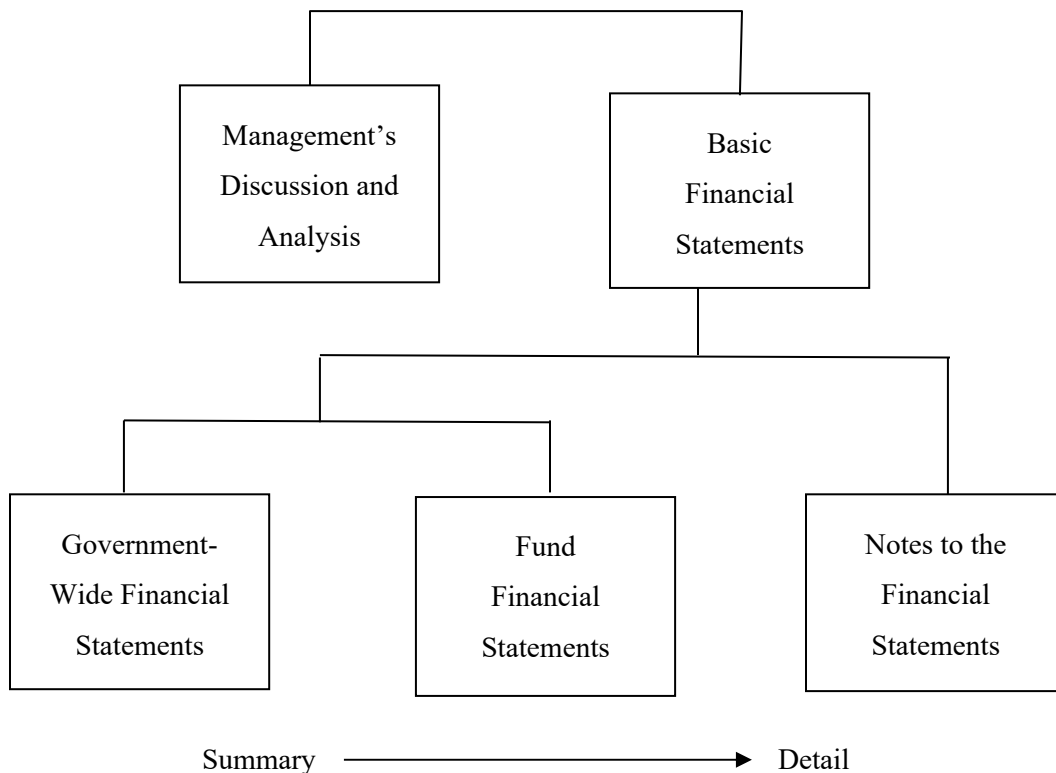 Management’s
Discussion and
Analysis
Basic
Financial
Statements
Government-
Wide Financial
Statements
Fund
Financial
Statements
Notes to the
Financial
Statements
Summary
Detail